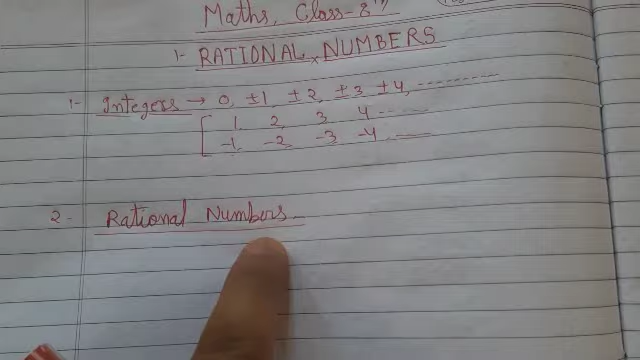 Maths, Class-8th
1- RATIONAL NUMBERS
1- Integers → 0, ±1, ±2, ±3, ±4, ----------
1, 2, 3, 4 -----
-1, -2, -3, -4 -----
2- Rational Numbers -